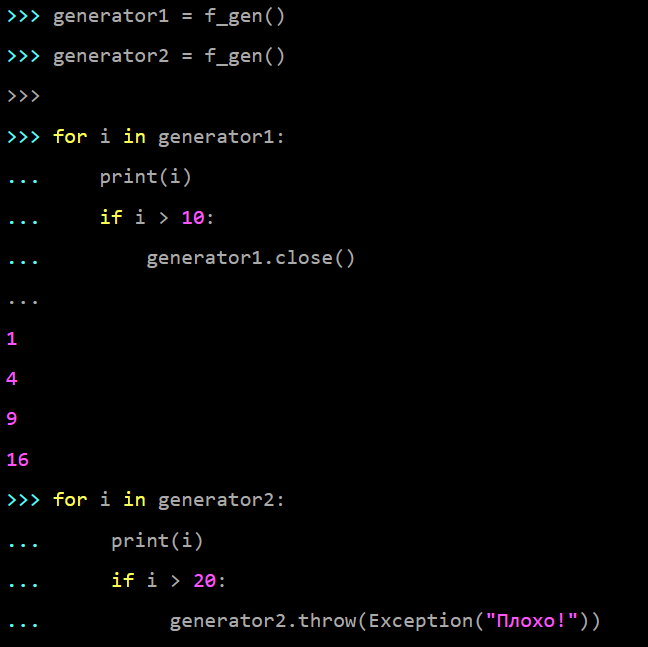 >>> generator1 = f_gen()
>>> generator2 = f_gen()
>>>
>>> for i in generator1:
...     print(i)
...     if i > 10:
...         generator1.close()
...
1
4
9
16
>>> for i in generator2:
...      print(i)
...      if i > 20:
...           generator2.throw(Exception("Плохо!"))